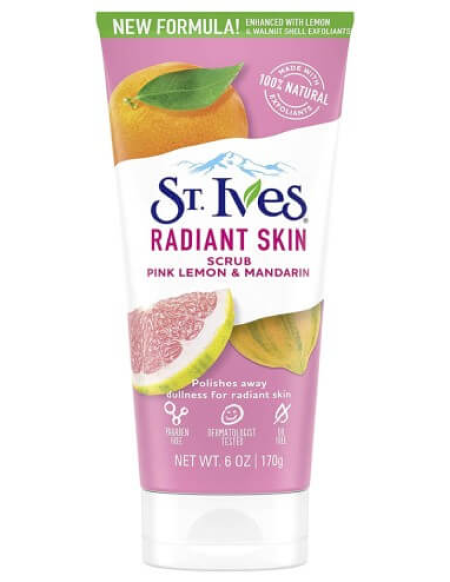 NEW FORMULA! ENHANCED WITH LEMON
& WALNUT SHELL EXFOLIANTS
MADE WITH
100% NATURAL
EXFOLIANTS
ST. IVES®
RADIANT SKIN
SCRUB
PINK LEMON & MANDARIN
Polishes away
dullness for radiant skin
PARABEN
FREE
DERMATOLOGIST
TESTED
OIL
FREE
NET WT. 6 OZ | 170g